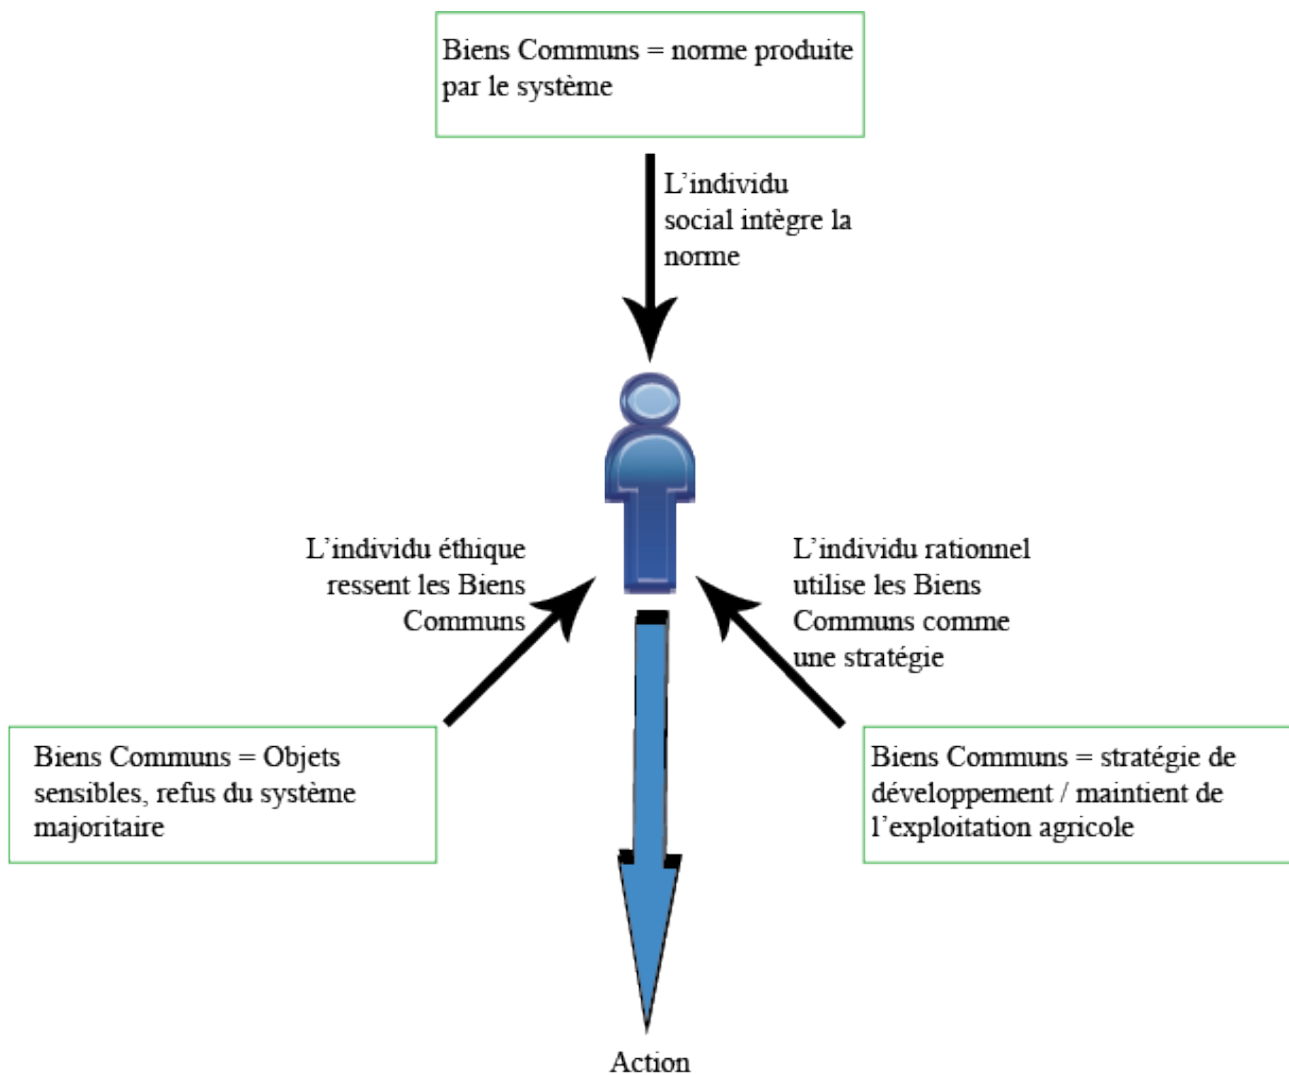 Biens Communs = norme produite
par le système
L’individu
social intègre la
norme
L’individu éthique
ressent les Biens
Communs
L’individu rationnel
utilise les Biens
Communs comme
une stratégie
Biens Communs = Objets
sensibles, refus du système
majoritaire
Biens Communs = stratégie de
développement / maintient de
l’exploitation agricole
Action